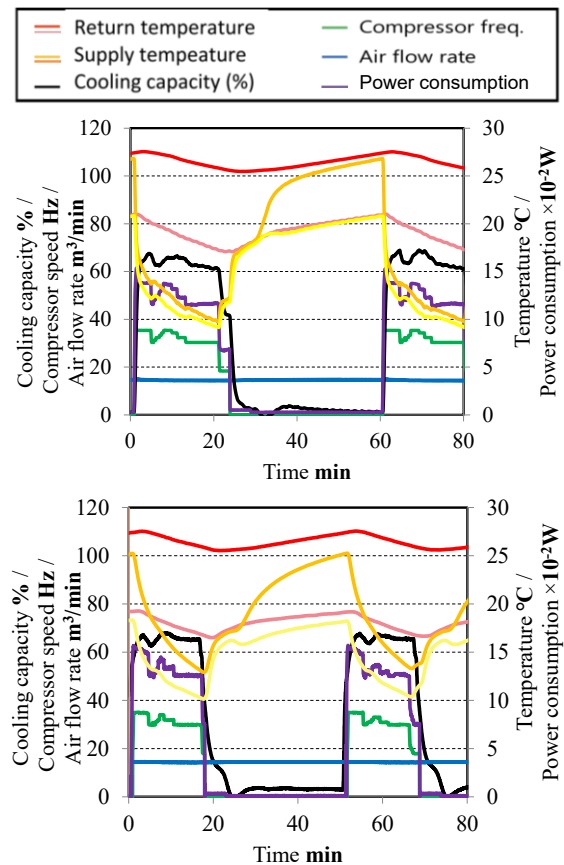 Return temperature
Compressor freq.
Supply tempeature
Air flow rate
Cooling capacity (%)
Power consumption
120
100
80
60
40
20
0
30
25
20
15
10
5
0
0
20
40
60
80
Cooling capacity % /
Compressor speed Hz /
Air flow rate m³/min
Temperature °C /
Power consumption ×10⁻²W
Time min
120
100
80
60
40
20
0
30
25
20
15
10
5
0
0
20
40
60
80
Cooling capacity % /
Compressor speed Hz /
Air flow rate m³/min
Temperature °C /
Power consumption ×10⁻²W
Time min